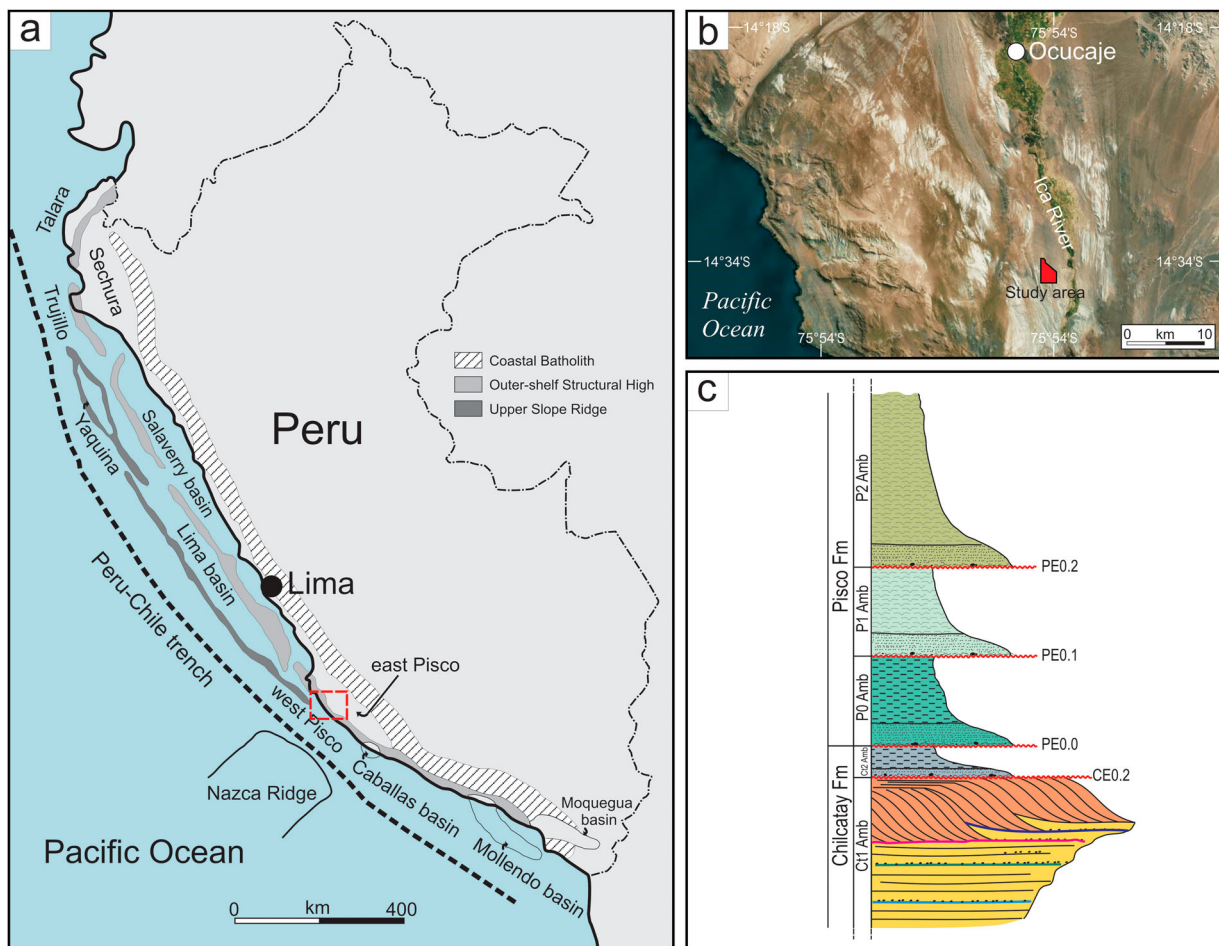 a
Talara
Sechura
Trujillo
Yaquina
Salaverry basin
Lima basin
Peru-Chile trench
Peru
Coastal Batholith
Outer-shelf Structural High
Upper Slope Ridge
Lima
east Pisco
west Pisco
Nazca Ridge
Caballas basin
Moquegua
basin
Mollendo basin
Pacific Ocean
0 km 400
b
14°18'S
75°54'S
14°18'S
Ocucaje
Ica River
14°34'S
14°34'S
Study area
Pacific
Ocean
75°54'S
75°54'S
0 km 10
c
Pisco Fm
P2 Amb
PE0.2
P1 Amb
PE0.1
P0 Amb
PE0.0
Chilcatay Fm
Ct2 Amb
CE0.2
Ct1 Amb